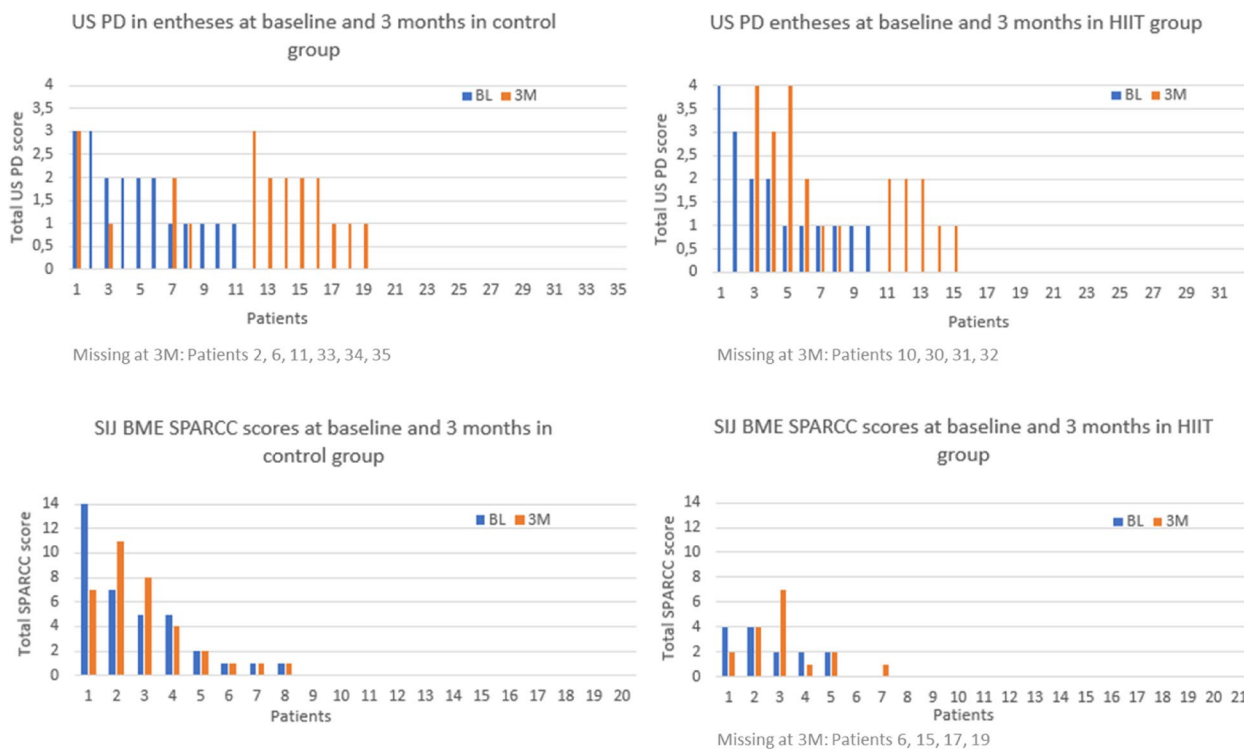 US PD in entheses at baseline and 3 months in control
group
Total US PD score
4
3,5
3
2,5
2
1,5
1
0,5
0
BL 3M
1 3 5 7 9 11 13 15 17 19 21 23 25 27 29 31 33 35
Patients
Missing at 3M: Patients 2, 6, 11, 33, 34, 35
US PD entheses at baseline and 3 months in HIIT group
Total US PD score
4
3,5
3
2,5
2
1,5
1
0,5
0
BL 3M
1 3 5 7 9 11 13 15 17 19 21 23 25 27 29 31
Patients
Missing at 3M: Patients 10, 30, 31, 32
SIJ BME SPARCC scores at baseline and 3 months in
control group
Total SPARCC score
14
12
10
8
6
4
2
0
BL 3M
1 2 3 4 5 6 7 8 9 10 11 12 13 14 15 16 17 18 19 20
Patients
SIJ BME SPARCC scores at baseline and 3 months in HIIT
group
Total SPARCC score
14
12
10
8
6
4
2
0
BL 3M
1 2 3 4 5 6 7 8 9 10 11 12 13 14 15 16 17 18 19 20 21
Patients
Missing at 3M: Patients 6, 15, 17, 19